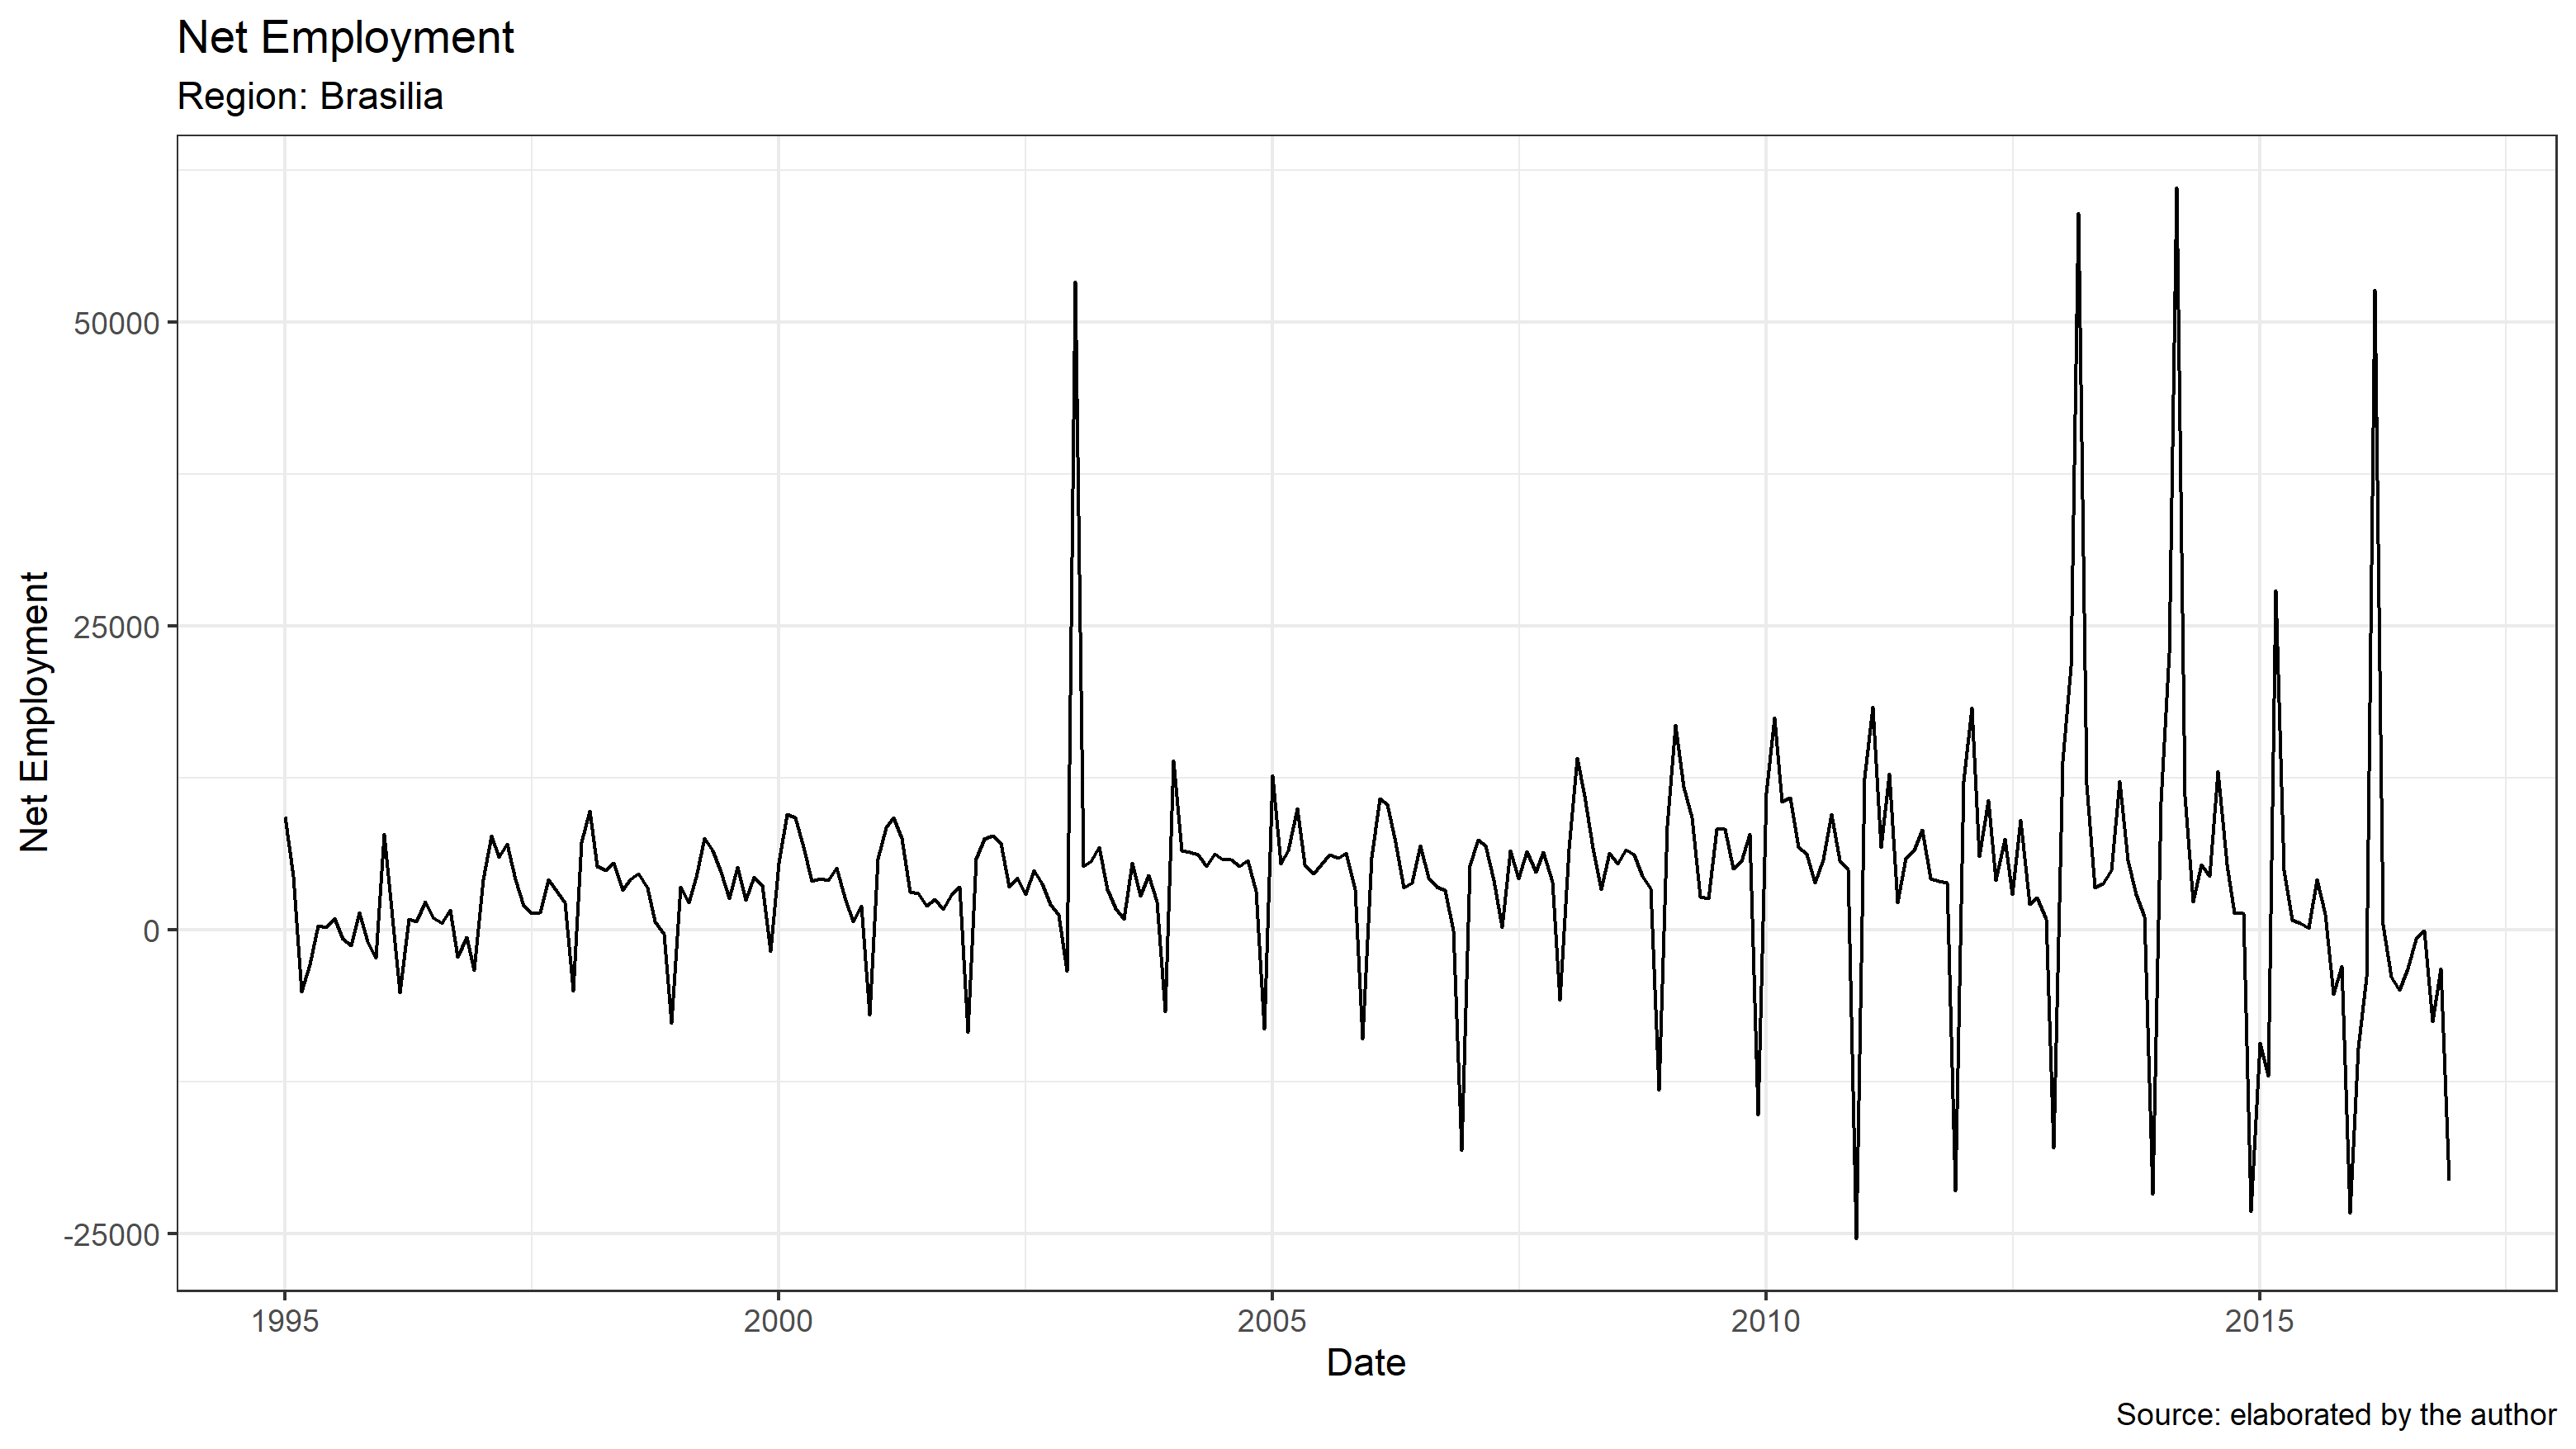 Net Employment
Region: Brasilia
Net Employment
50000
25000
0
-25000
1995
2000
2005
2010
2015
Date
Source: elaborated by the author